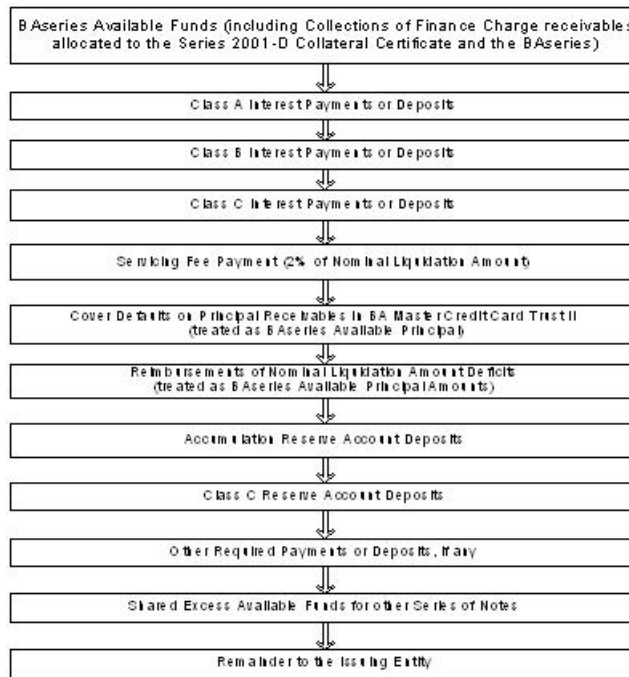 BAseries Available Funds (including Collections of Finance Charge receivables
allocated to the Series 2001-D Collateral Certificate and the BAseries)
Class A Interest Payments or Deposits
Class B Interest Payments or Deposits
Class C Interest Payments or Deposits
Servicing Fee Payment (2% of Nominal Liquidation Amount)
Cover Defaults on Principal Receivables in BA Master Credit Card Trust II
(treated as BAseries Available Principal)
Reimbursements of Nominal Liquidation Amount Deficits
(treated as BAseries Available Principal Amounts)
Accumulation Reserve Account Deposits
Class C Reserve Account Deposits
Other Required Payments or Deposits, if any
Shared Excess Available Funds for other Series of Notes
Remainder to the Issuing Entity